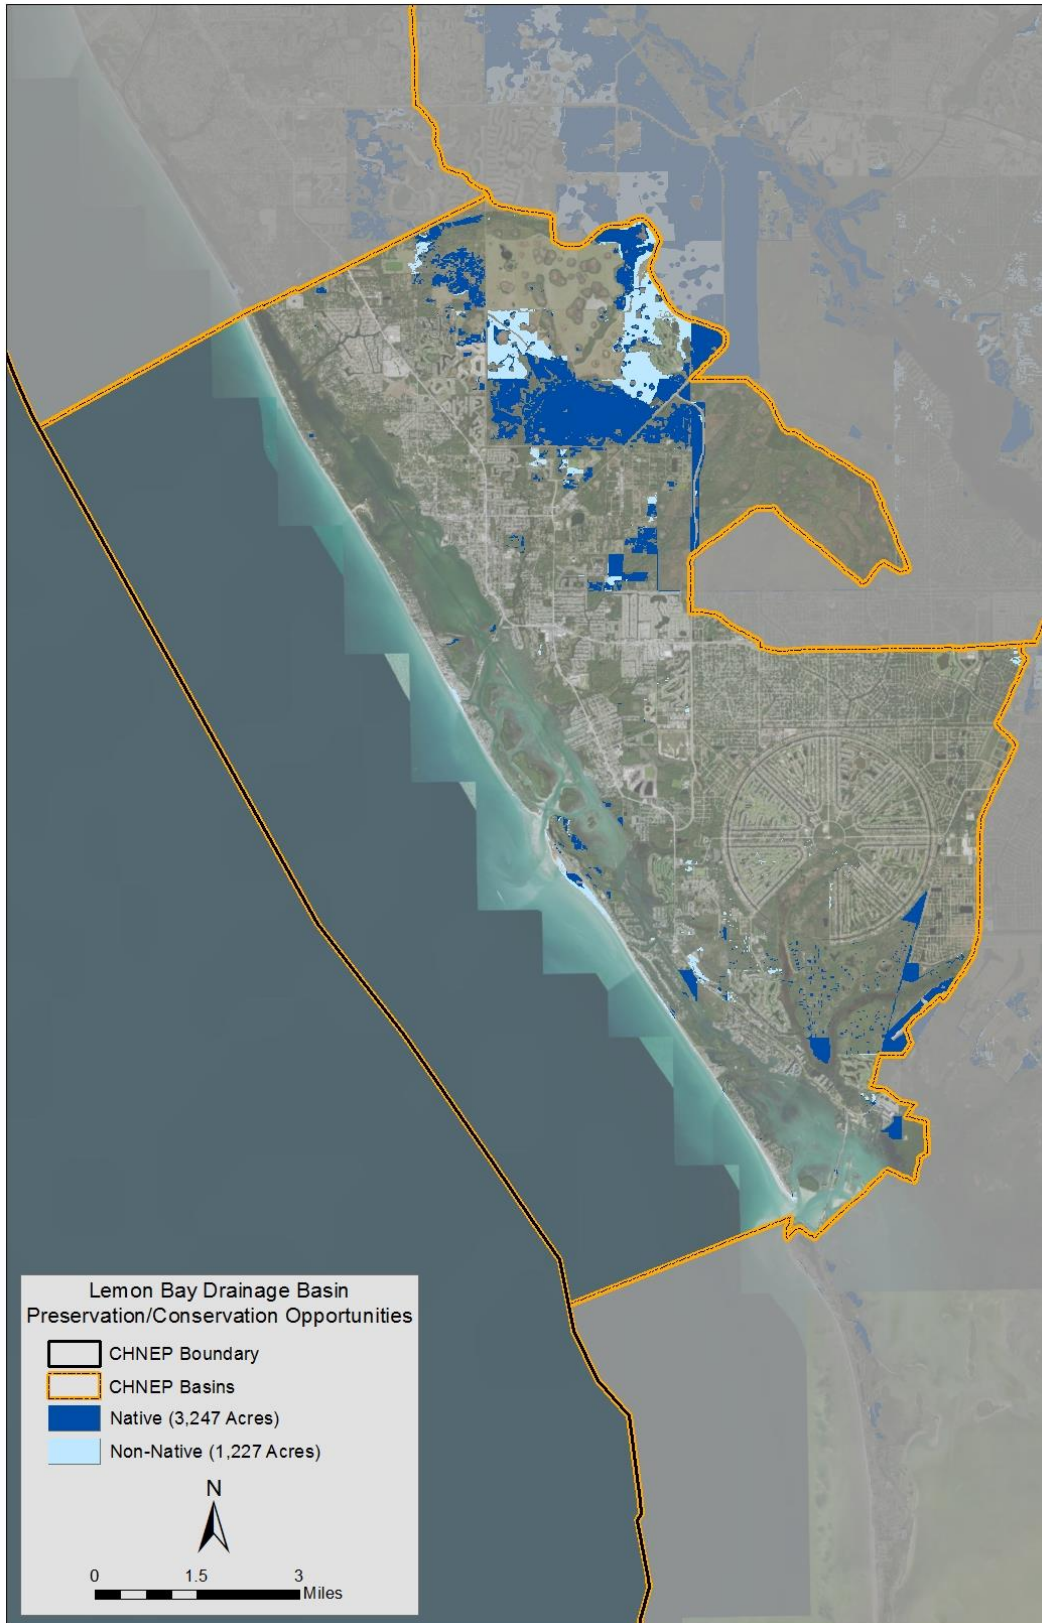 Lemon Bay Drainage Basin
Preservation/Conservation Opportunities
CHNEP Boundary
CHNEP Basins
Native (3,247 Acres)
Non-Native (1,227 Acres)
N
0 1.5 3
Miles